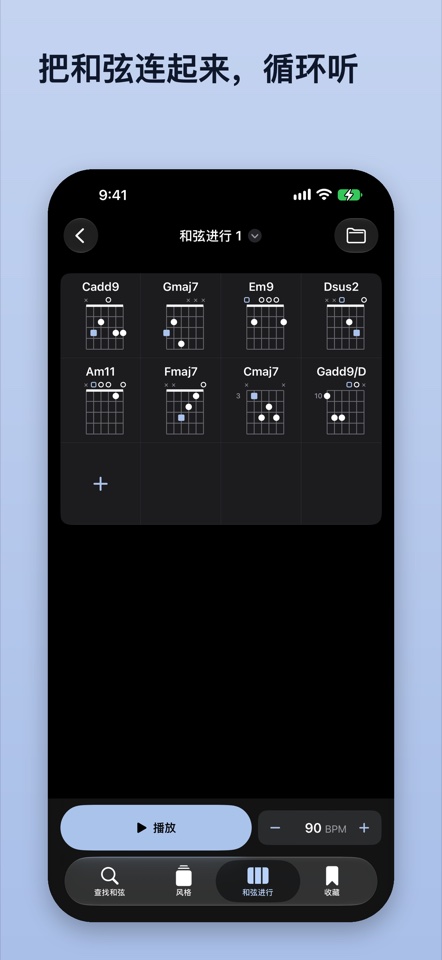 把和弦连起来，循环听
9:41
和弦进行 1
Cadd9 Gmaj7 Em9 Dsus2
× × × × × ×
Am11 Fmaj7 Cmaj7 Gadd9/D
× × × × × ×
3 10
+
播放
− 90 BPM +
查找和弦 风格 和弦进行 收藏